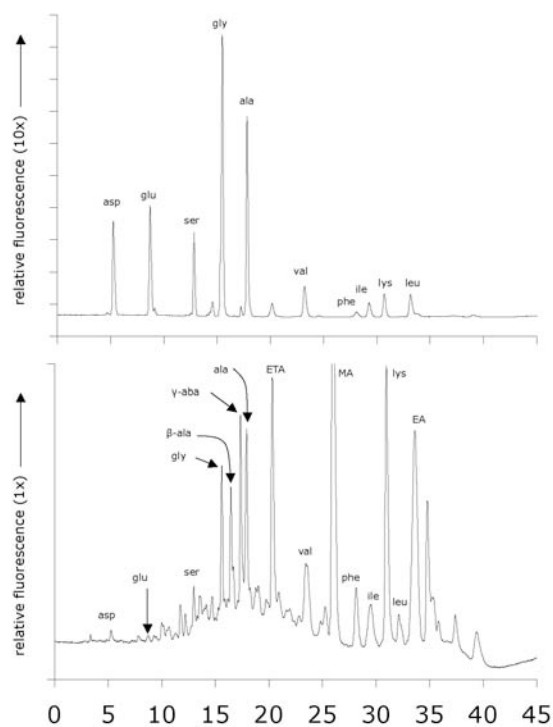 relative fluorescence (10x)
gly
ala
asp
glu
ser
val
phe
ile
lys
leu
relative fluorescence (1x)
ala
ETA
MA
lys
γ-aba
EA
β-ala
gly
val
glu
ser
phe
ile
leu
asp
0 5 10 15 20 25 30 35 40 45